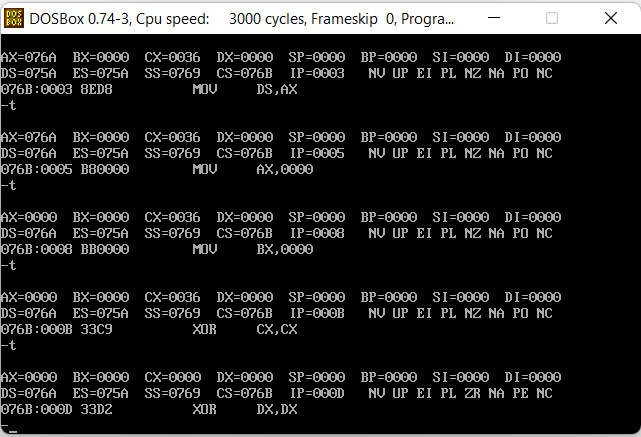 DOS BOX DOSBox 0.74-3, Cpu speed: 3000 cycles, Frameskip 0, Progra...
AX=076A BX=0000 CX=0036 DX=0000 SP=0000 BP=0000 SI=0000 DI=0000
DS=075A ES=075A SS=0769 CS=076B IP=0003 NV UP EI PL NZ NA PO NC
076B:0003 8ED8 MOV DS,AX
-t
AX=076A BX=0000 CX=0036 DX=0000 SP=0000 BP=0000 SI=0000 DI=0000
DS=076A ES=075A SS=0769 CS=076B IP=0005 NV UP EI PL NZ NA PO NC
076B:0005 B80000 MOV AX,0000
-t
AX=0000 BX=0000 CX=0036 DX=0000 SP=0000 BP=0000 SI=0000 DI=0000
DS=076A ES=075A SS=0769 CS=076B IP=0008 NV UP EI PL NZ NA PO NC
076B:0008 BB0000 MOV BX,0000
-t
AX=0000 BX=0000 CX=0036 DX=0000 SP=0000 BP=0000 SI=0000 DI=0000
DS=076A ES=075A SS=0769 CS=076B IP=000B NV UP EI PL NZ NA PO NC
076B:000B 33C9 XOR CX,CX
-t
AX=0000 BX=0000 CX=0000 DX=0000 SP=0000 BP=0000 SI=0000 DI=0000
DS=076A ES=075A SS=0769 CS=076B IP=000D NV UP EI PL ZR NA PE NC
076B:000D 33D2 XOR DX,DX
-_